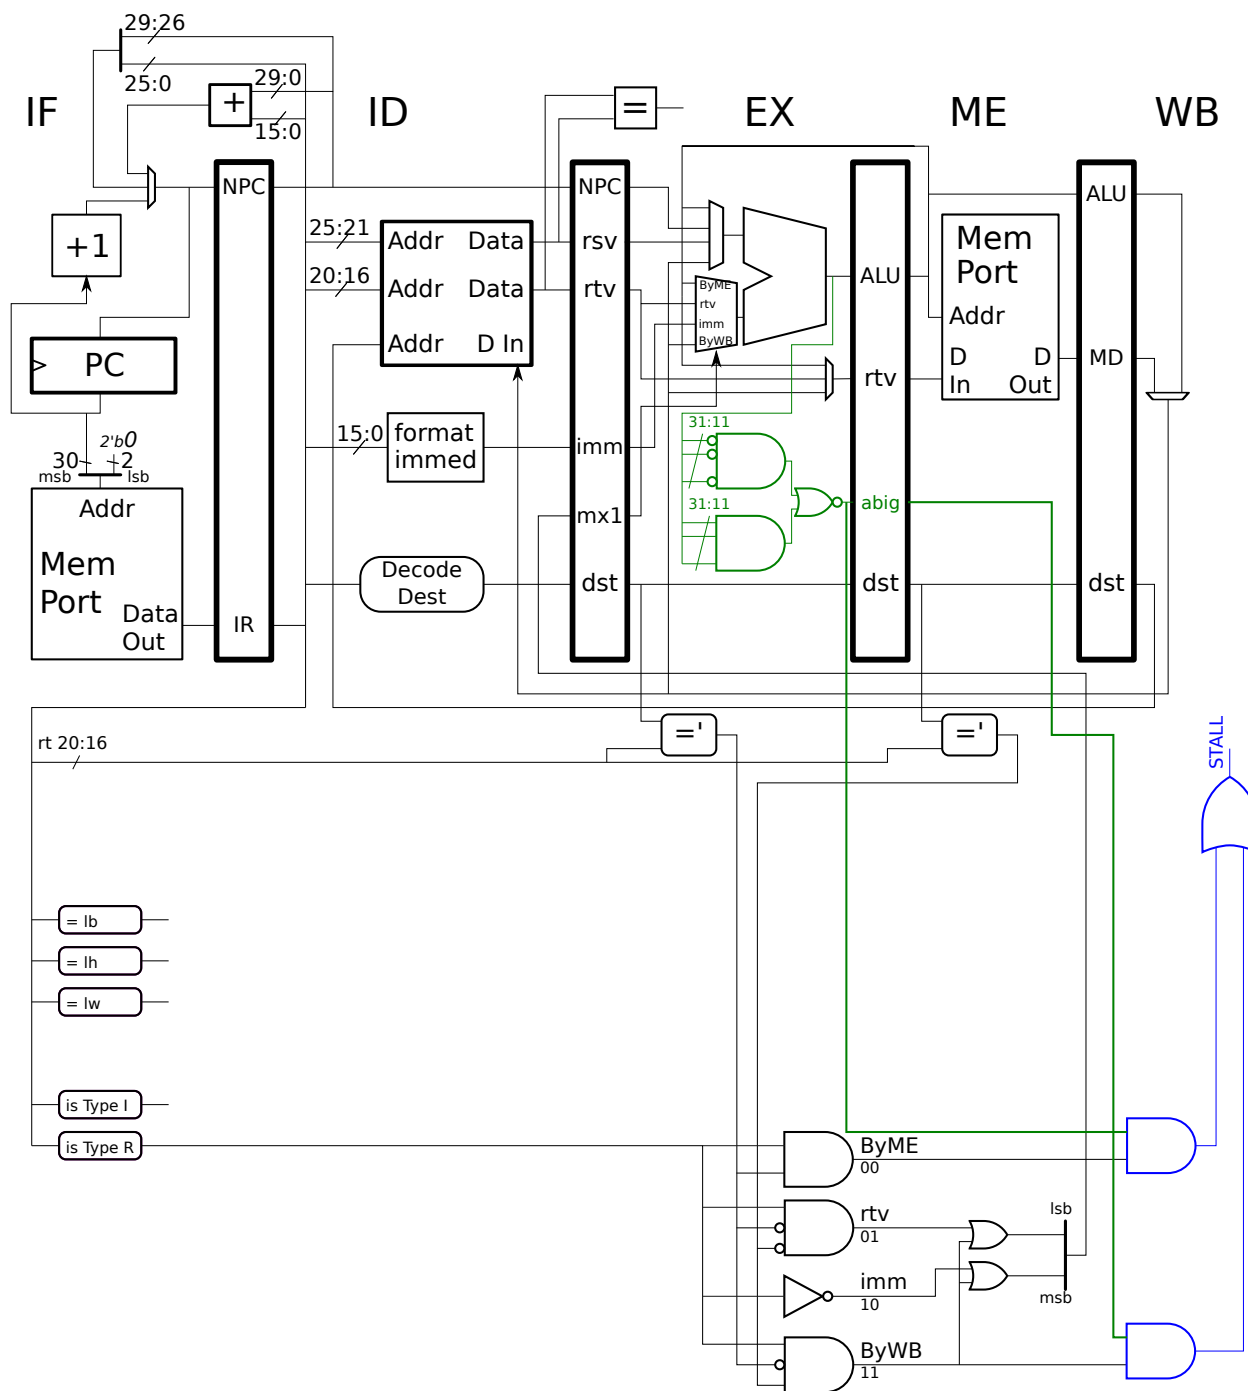 29:26
25:0
29:0
15:0
IF
ID
EX
ME
WB
+
=
NPC
NPC
ALU
+1
25:21
20:16
Addr
Data
Addr
Data
Addr
D In
rsv
rtv
ByME
rtv
imm
ByWB
ALU
Mem
Port
Addr
D
In
D
Out
MD
PC
rtv
2'b0
30
2
msb
lsb
15:0
format
immed
imm
31:11
Addr
Mem
Port
Data
Out
mx1
31:11
abig
Decode
Dest
dst
dst
dst
IR
rt 20:16
='
='
STALL
= lb
= lh
= lw
is Type I
is Type R
ByME
00
rtv
01
imm
10
ByWB
11
lsb
msb